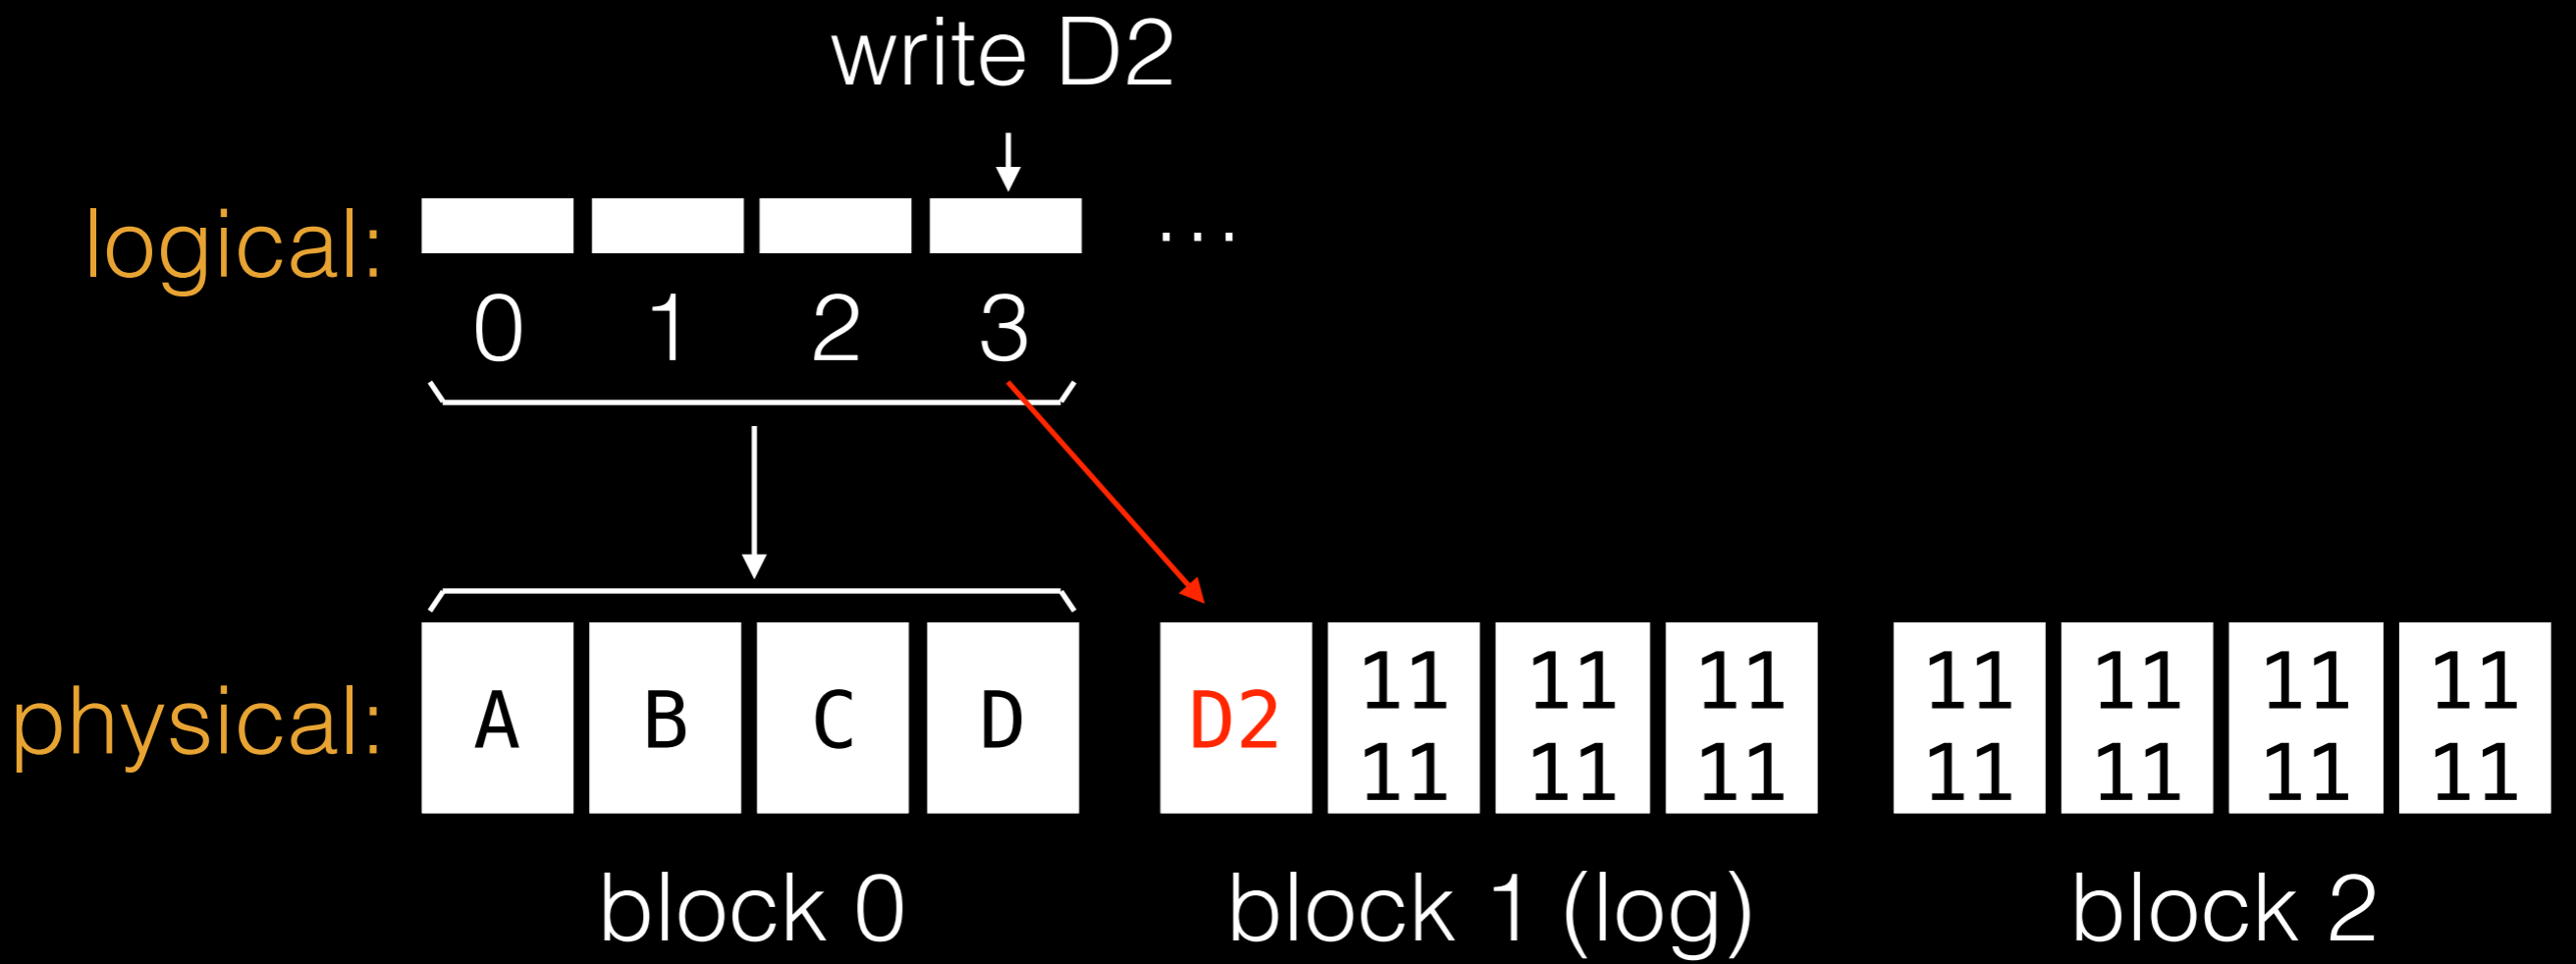 write D2
logical: ...
0 1 2 3
physical: A B C D D2 11 11 11 11 11 11 11
11 11 11 11 11 11 11
block 0 block 1 (log) block 2